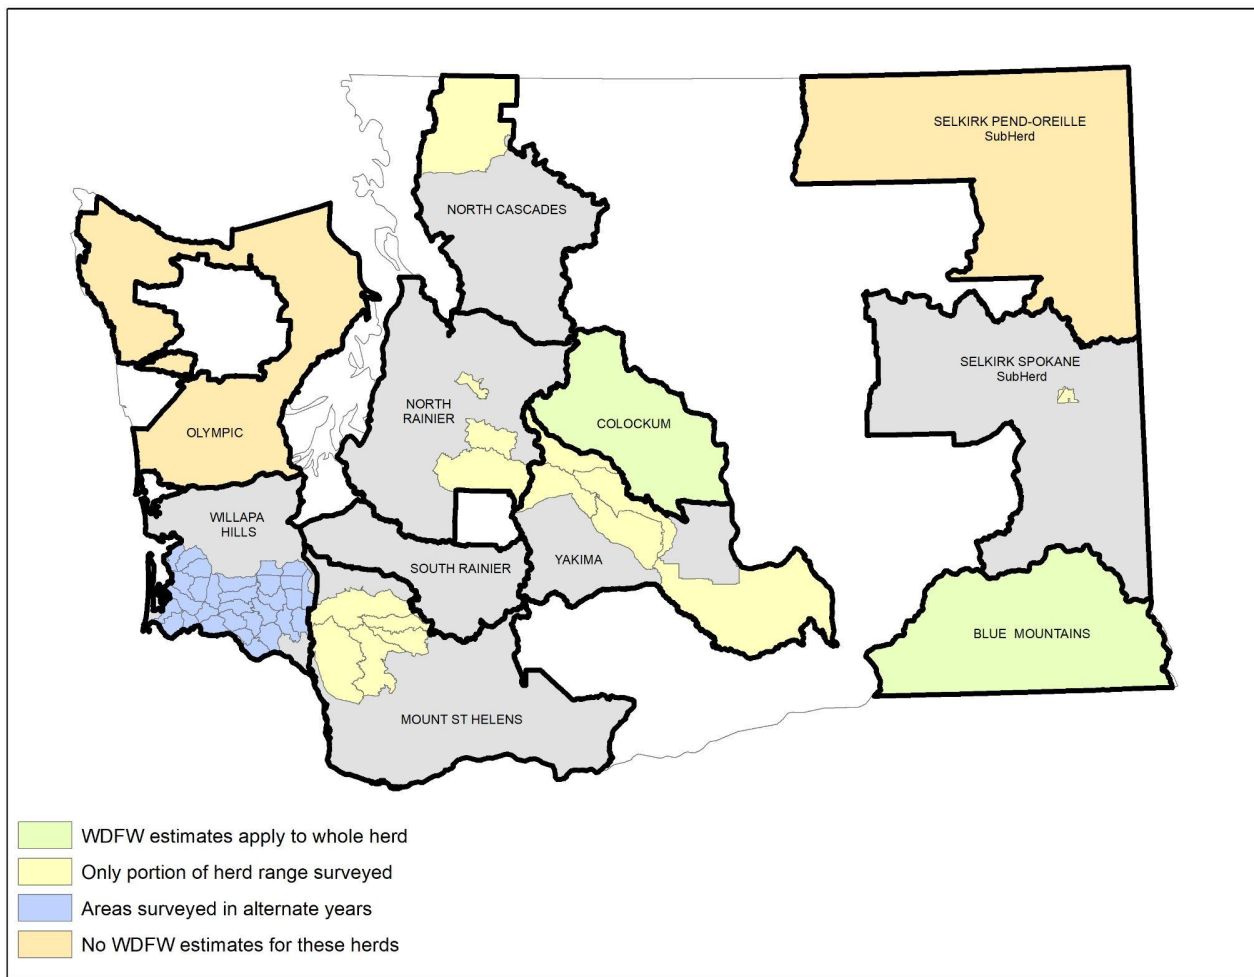 SELKIRK PEND-OREILLE
SubHerd
NORTH CASCADES
SELKIRK SPOKANE
SubHerd
NORTH
RAINIER
COLOCKUM
OLYMPIC
WILLAPA
HILLS
SOUTH RAINIER
YAKIMA
BLUE  MOUNTAINS
MOUNT ST HELENS
WDFW estimates apply to whole herd
Only portion of herd range surveyed
Areas surveyed in alternate years
No WDFW estimates for these herds